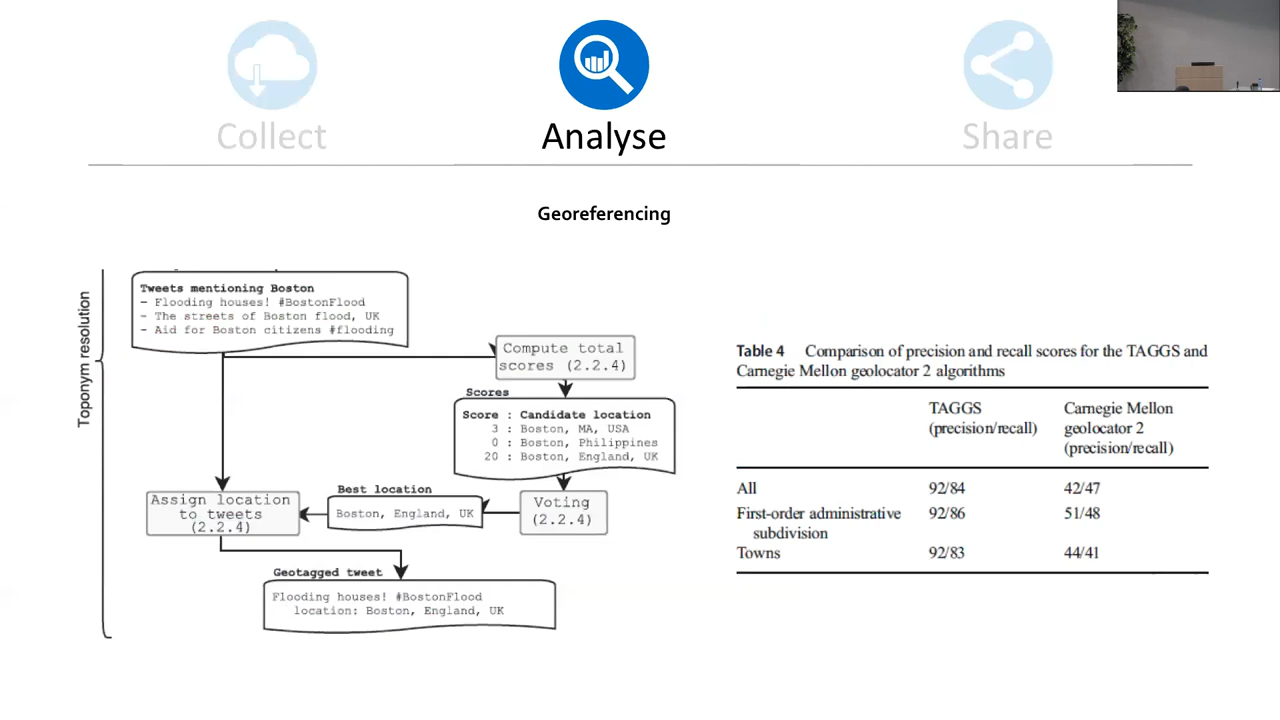 Collect
Analyse
Share
Georeferencing
Toponym resolution
Tweets mentioning Boston
– Flooding houses! #BostonFlood
– The streets of Boston flood, UK
– Aid for Boston citizens #flooding
Compute total
scores (2.2.4)
Scores
Score : Candidate location
3 : Boston, MA, USA
0 : Boston, Philippines
20 : Boston, England, UK
Voting
(2.2.4)
Best location
Boston, England, UK
Assign location
to tweets
(2.2.4)
Geotagged tweet
Flooding houses! #BostonFlood
location: Boston, England, UK
Table 4 Comparison of precision and recall scores for the TAGGS and
Carnegie Mellon geolocator 2 algorithms
TAGGS
(precision/recall)
Carnegie Mellon
geolocator 2
(precision/recall)
All 92/84 42/47
First-order administrative
subdivision 92/86 51/48
Towns 92/83 44/41